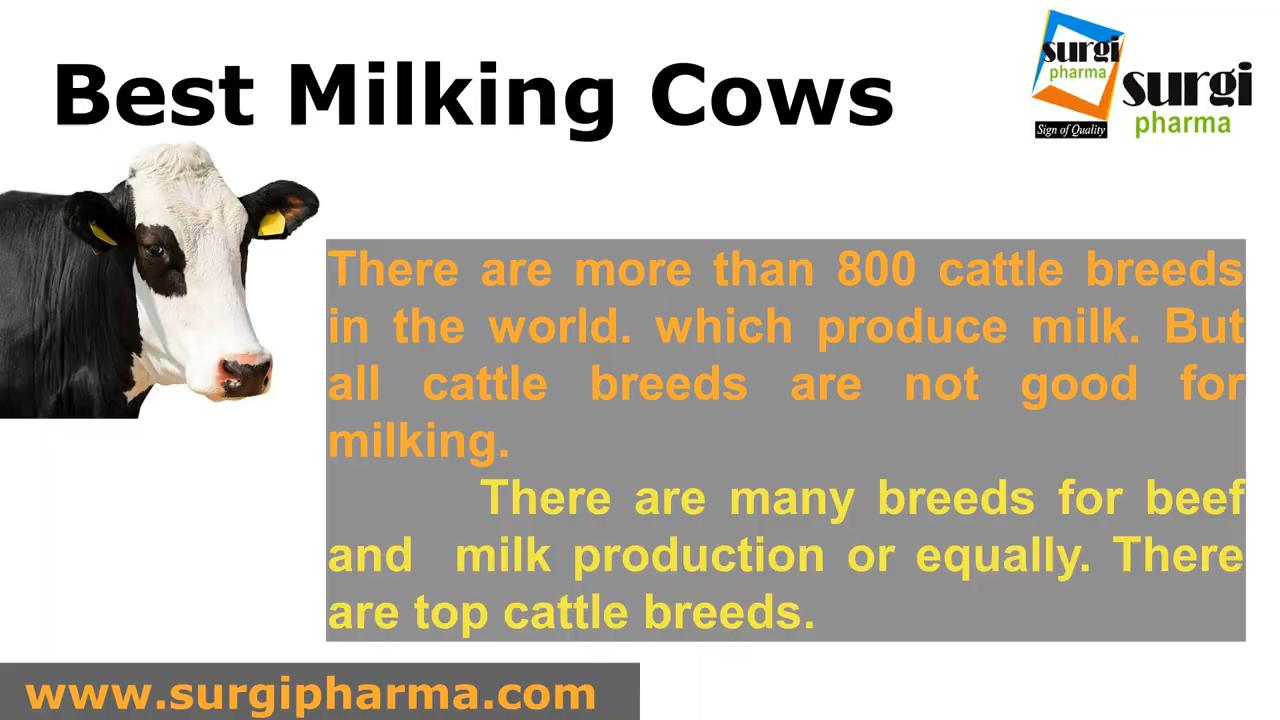 Best Milking Cows
surgi
pharma
Sign of Quality
surgi
pharma
There are more than 800 cattle breeds
in the world. which produce milk. But
all cattle breeds are not good for
milking.
There are many breeds for beef
and milk production or equally. There
are top cattle breeds.
www.surgipharma.com